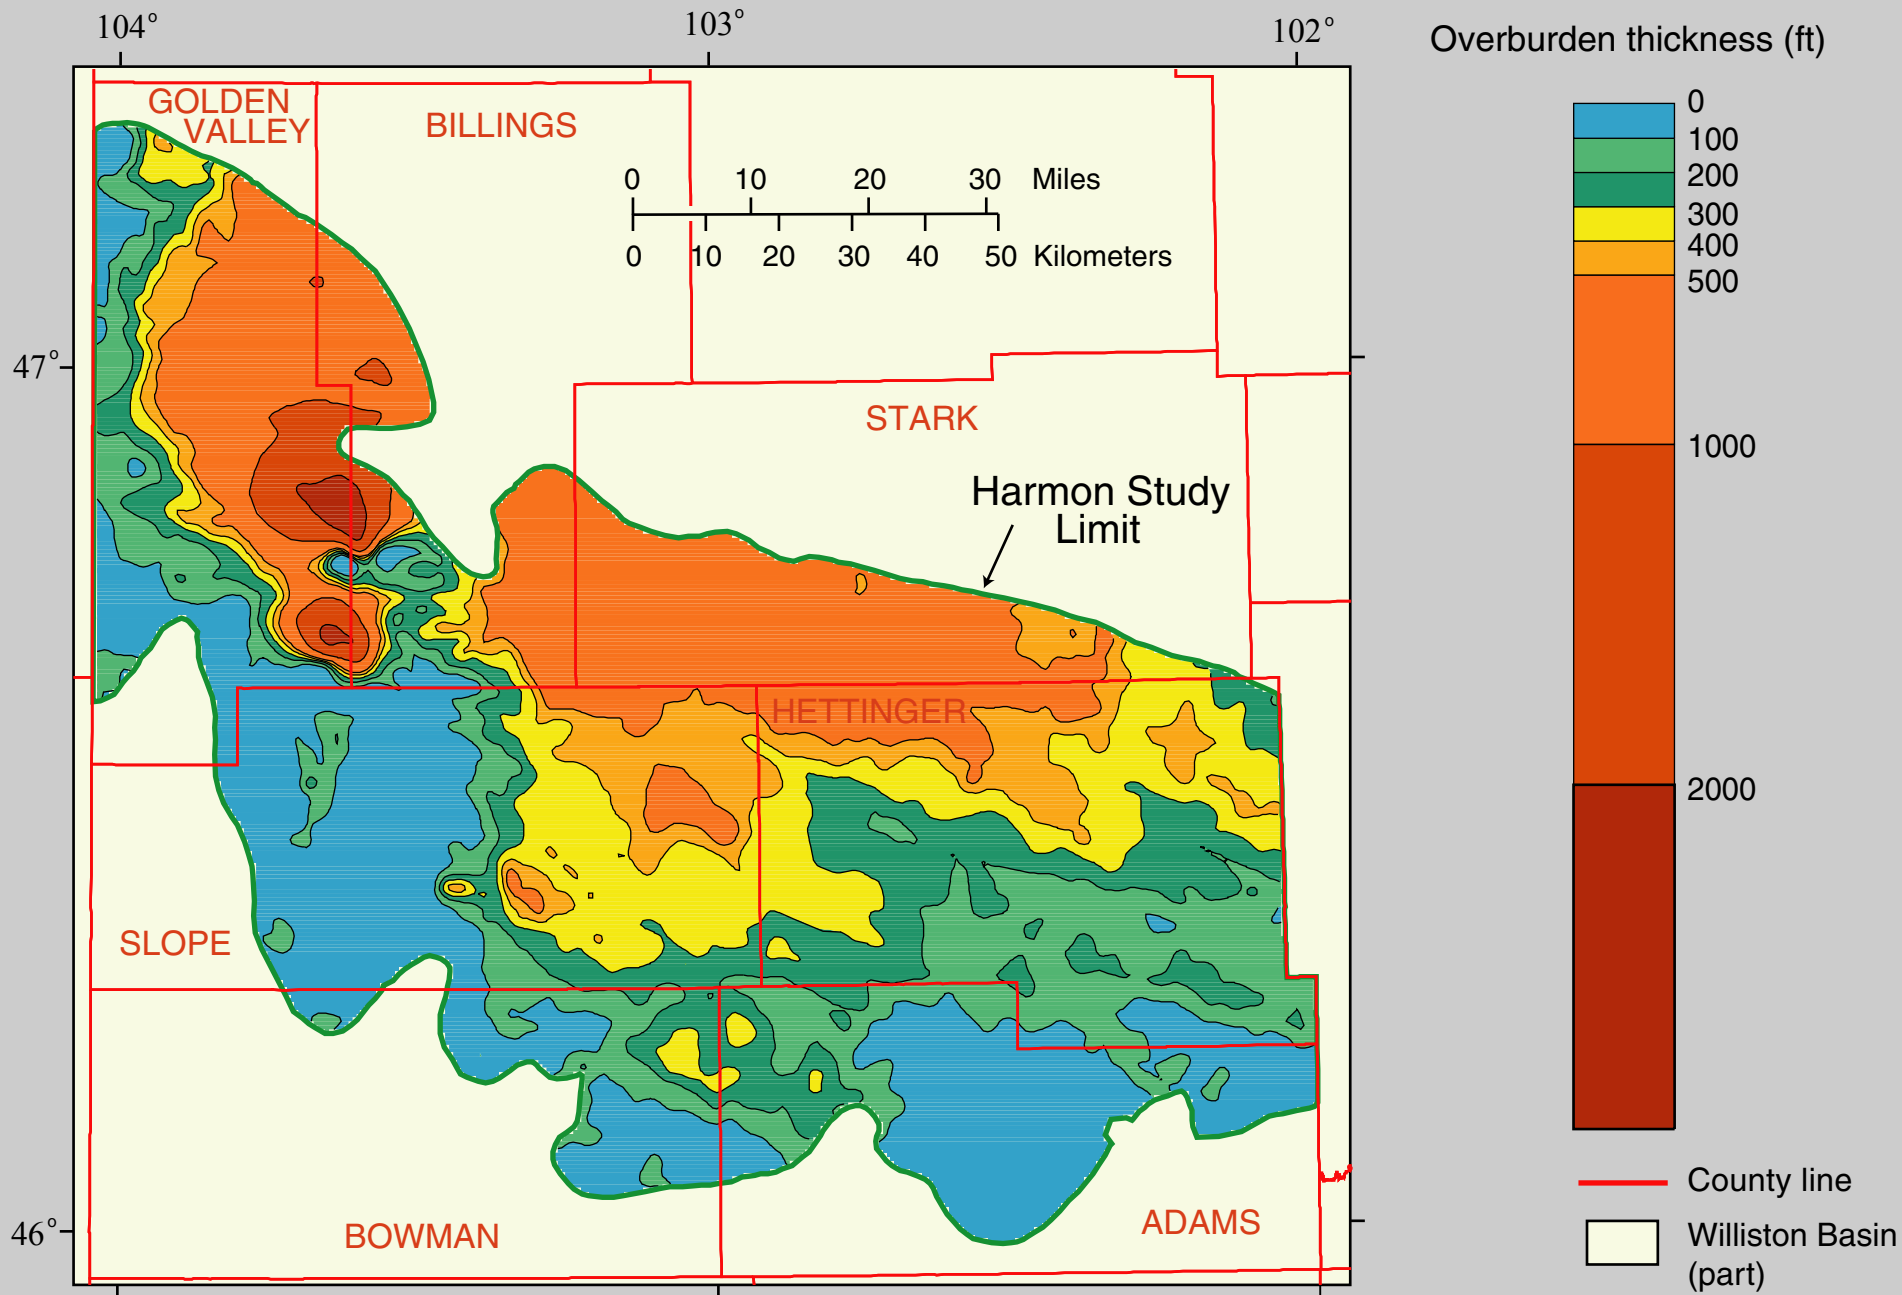 104°
103°
102°
Overburden thickness (ft)
GOLDEN
VALLEY
BILLINGS
0
100
200
300
400
500
1000
2000
0 10 20 30 Miles
0 10 20 30 40 50 Kilometers
47°
STARK
Harmon Study
Limit
HETTINGER
SLOPE
BOWMAN
ADAMS
46°
County line
Williston Basin
(part)